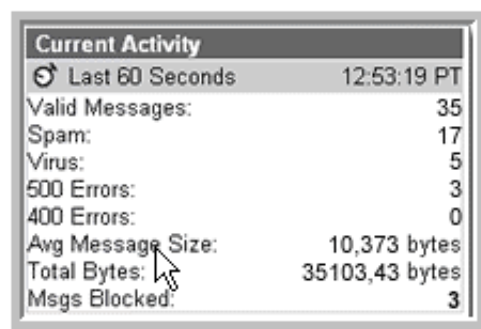 Current Activity
Last 60 Seconds 12:53:19 PT
Valid Messages: 35
Spam: 17
Virus: 5
500 Errors: 3
400 Errors: 0
Avg Message Size: 10,373 bytes
Total Bytes: 35103,43 bytes
Msgs Blocked: 3